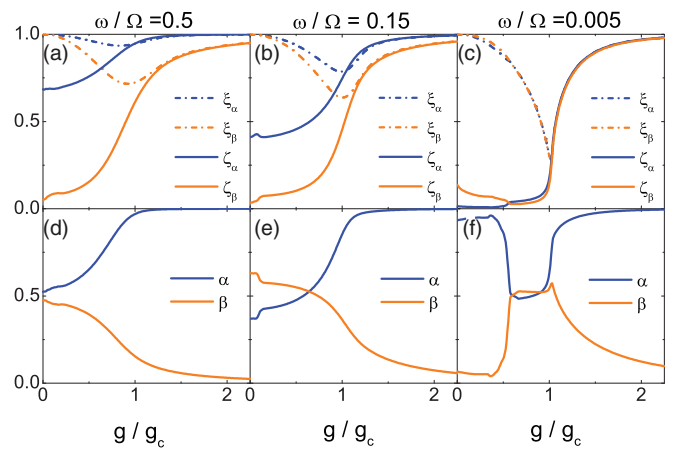 ω / Ω =0.5 ω / Ω = 0.15 ω / Ω =0.005
1.0 (a) (b) (c)
ξα ξα ξα
ξβ ξβ ξβ
0.5
ζα ζα ζα
ζβ ζβ ζβ
0.0 (d) (e) (f)
α α α
0.5
β β β
0.0
0 1 2 0 1 2 0 1 2
g / gc g / gc g / gc